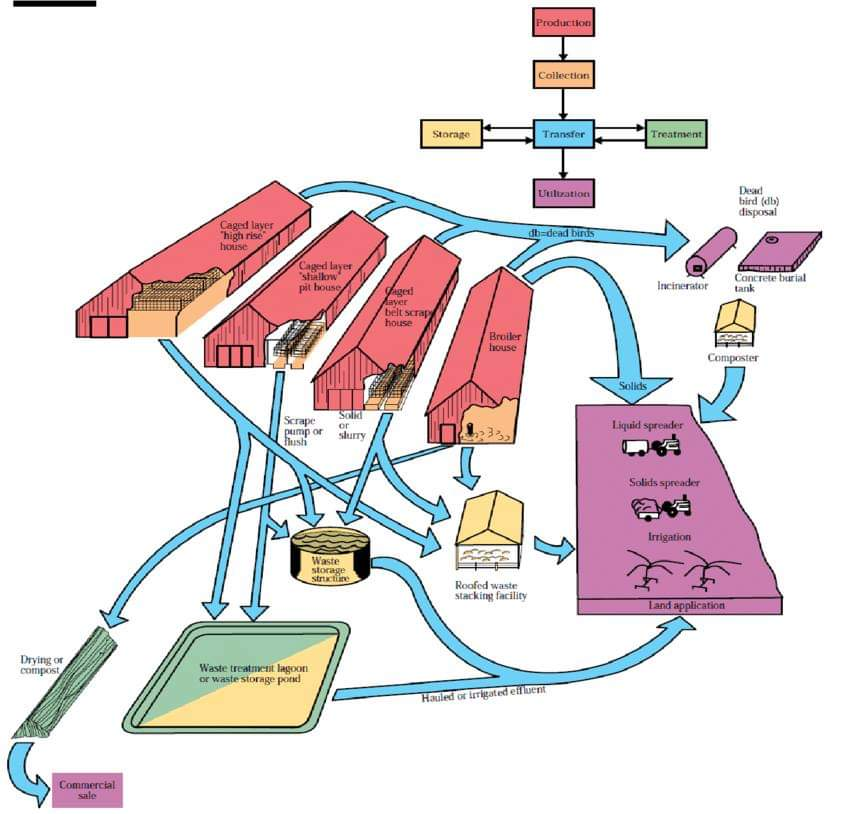 Production
Collection
Storage
Transfer
Treatment
Utilization
Dead
bird (db)
disposal
Caged layer
"high rise"
house
db=dead birds
Caged layer
"shallow"
pit house
Incinerator
Concrete burial
tank
Caged
layer
belt scrape
house
Broiler
house
Composter
Solids
Scrape
pump or
flush
Solid
or
slurry
Liquid spreader
Solids spreader
Irrigation
Waste
storage
structure
Roofed waste
stacking facility
Land application
Drying or
compost
Waste treatment lagoon
or waste storage pond
Hauled or irrigated effluent
Commercial
sale